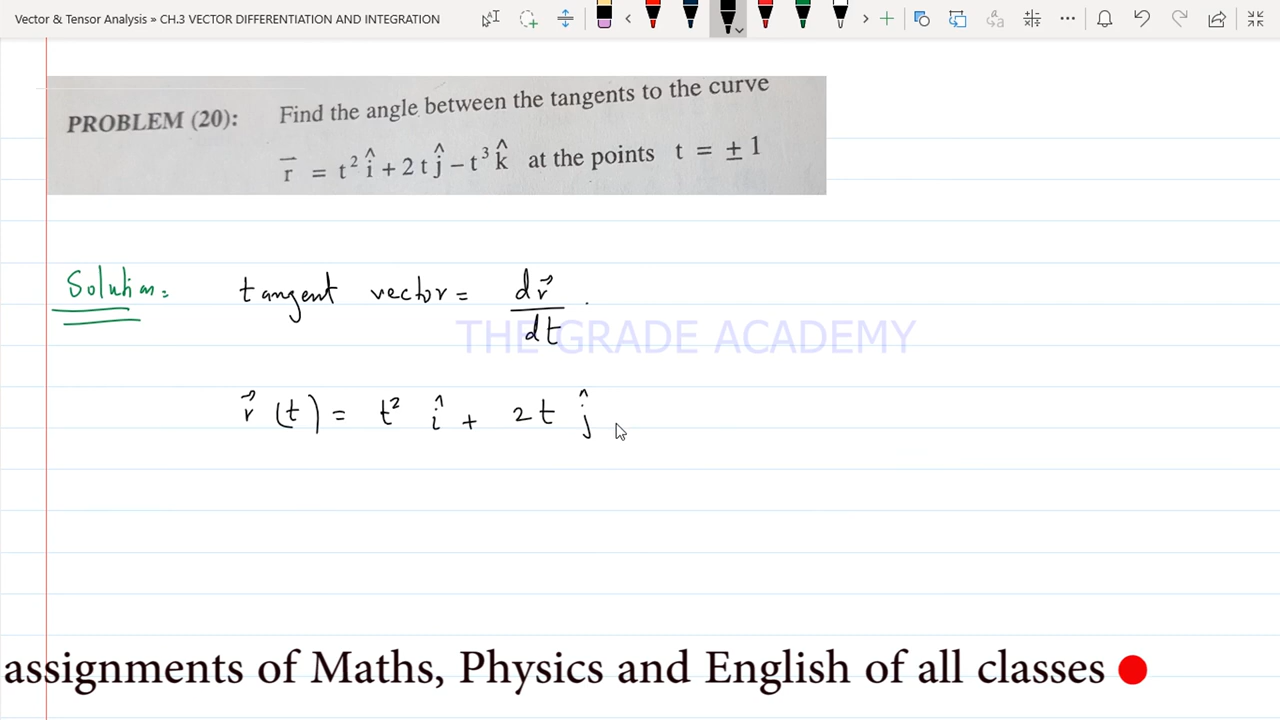 Vector & Tensor Analysis » CH.3 VECTOR DIFFERENTIATION AND INTEGRATION
PROBLEM (20): Find the angle between the tangents to the curve
r⃗ = t² î + 2 t ĵ – t³ k̂ at the points t = ± 1
Solution: tangent vector = dr⃗/dt .
THE GRADE ACADEMY
r⃗ (t) = t² î + 2t ĵ
assignments of Maths, Physics and English of all classes